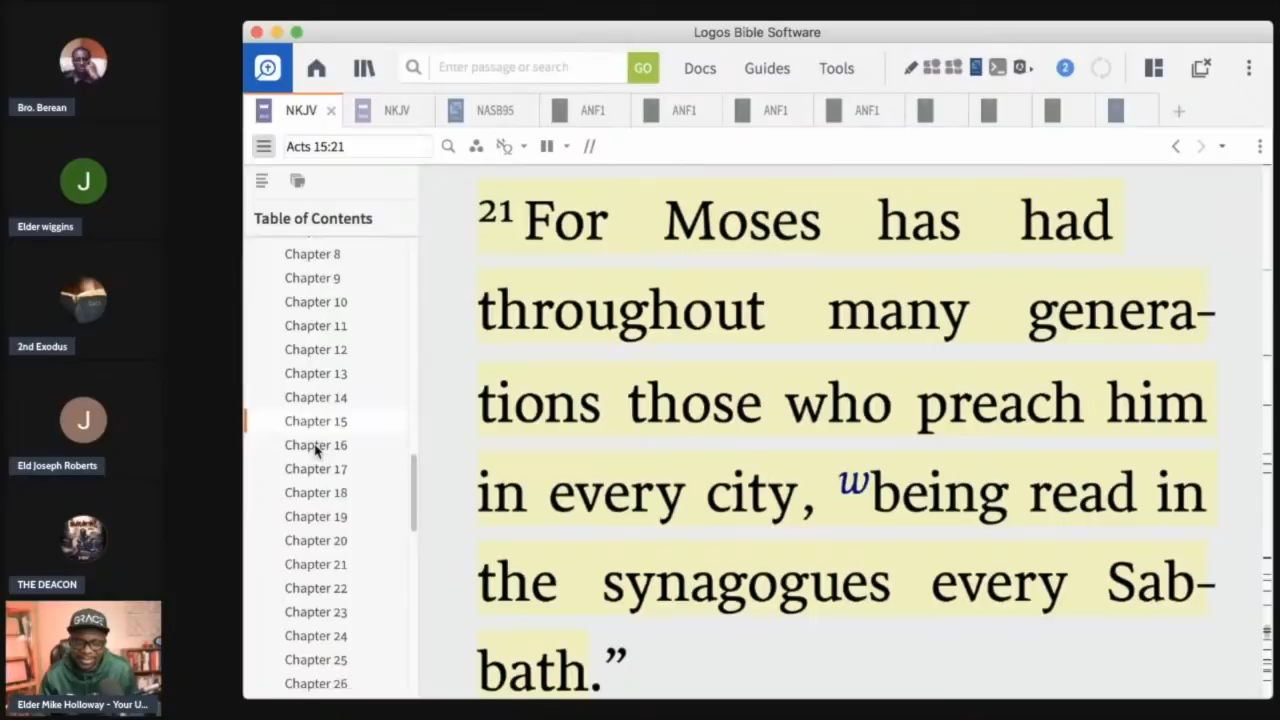 Bro. Berean
J
Elder wiggins
2nd Exodus
J
Eld Joseph Roberts
THE DEACON
GRACE
Elder Mike Holloway - Your U...
Logos Bible Software
Enter passage or search
GO
Docs
Guides
Tools
2
NKJV
NKJV
NASB95
ANF1
ANF1
ANF1
ANF1
Acts 15:21
Table of Contents
Chapter 8
Chapter 9
Chapter 10
Chapter 11
Chapter 12
Chapter 13
Chapter 14
Chapter 15
Chapter 16
Chapter 17
Chapter 18
Chapter 19
Chapter 20
Chapter 21
Chapter 22
Chapter 23
Chapter 24
Chapter 25
Chapter 26
21 For Moses has had
throughout many genera-
tions those who preach him
in every city, w being read in
the synagogues every Sab-
bath.”